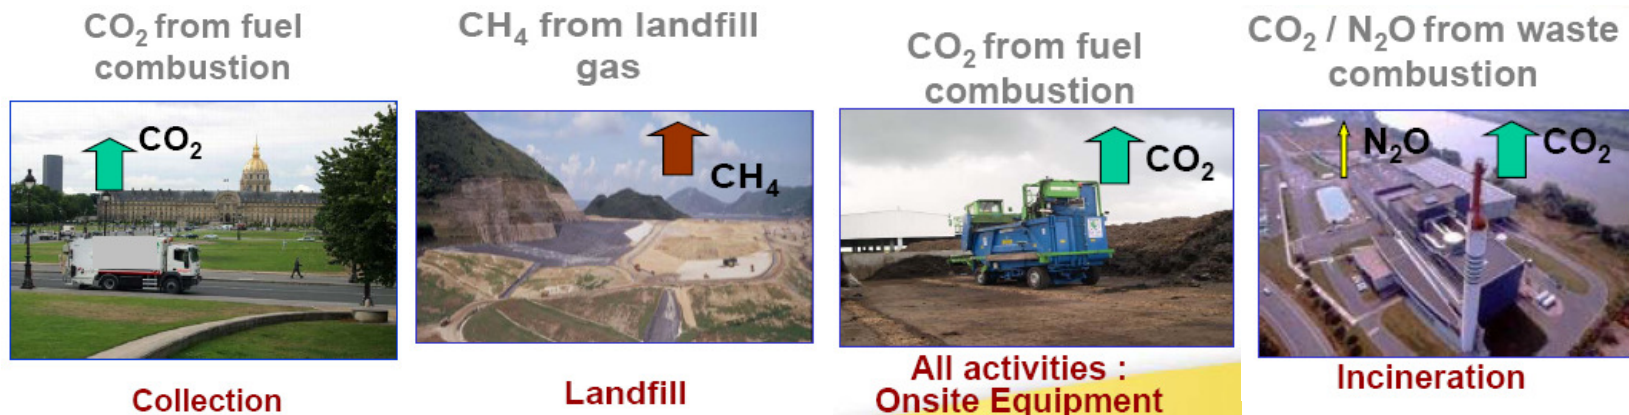 CO₂ from fuel
combustion
CO₂
Collection
CH₄ from landfill
gas
CH₄
Landfill
CO₂ from fuel
combustion
CO₂
All activities :
Onsite Equipment
CO₂ / N₂O from waste
combustion
N₂O
CO₂
Incineration